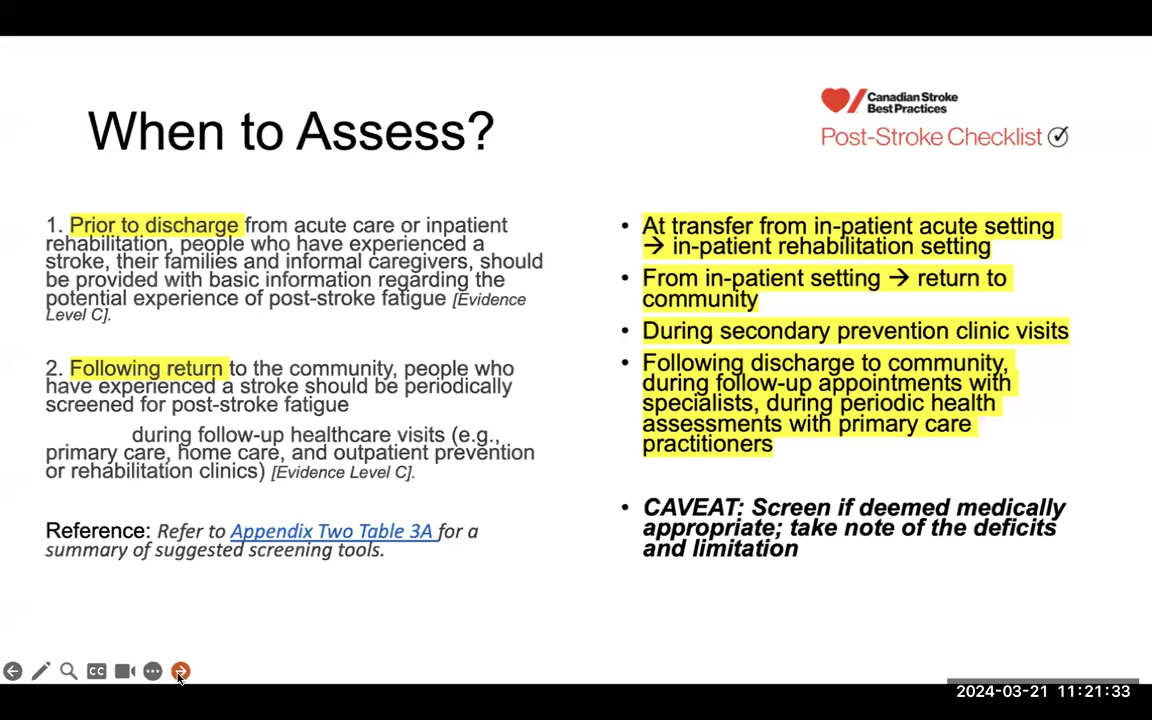 When to Assess?
Canadian Stroke
Best Practices
Post-Stroke Checklist
1. Prior to discharge from acute care or inpatient
rehabilitation, people who have experienced a
stroke, their families and informal caregivers, should
be provided with basic information regarding the
potential experience of post-stroke fatigue [Evidence
Level C].
2. Following return to the community, people who
have experienced a stroke should be periodically
screened for post-stroke fatigue
during follow-up healthcare visits (e.g.,
primary care, home care, and outpatient prevention
or rehabilitation clinics) [Evidence Level C].
Reference: Refer to Appendix Two Table 3A for a
summary of suggested screening tools.
• At transfer from in-patient acute setting
→ in-patient rehabilitation setting
• From in-patient setting → return to
community
• During secondary prevention clinic visits
• Following discharge to community,
during follow-up appointments with
specialists, during periodic health
assessments with primary care
practitioners
• CAVEAT: Screen if deemed medically
appropriate; take note of the deficits
and limitation
CC
2024-03-21 11:21:33